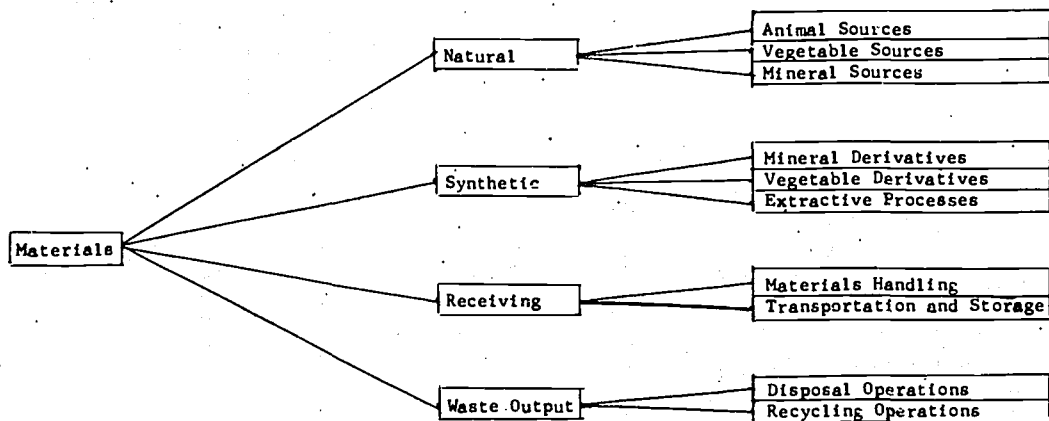 Materials
Natural
Animal Sources
Vegetable Sources
Mineral Sources
Synthetic
Mineral Derivatives
Vegetable Derivatives
Extractive Processes
Receiving
Materials Handling
Transportation and Storage
Waste Output
Disposal Operations
Recycling Operations